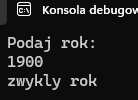 Konsola debugow
Podaj rok:
1900
zwykly rok